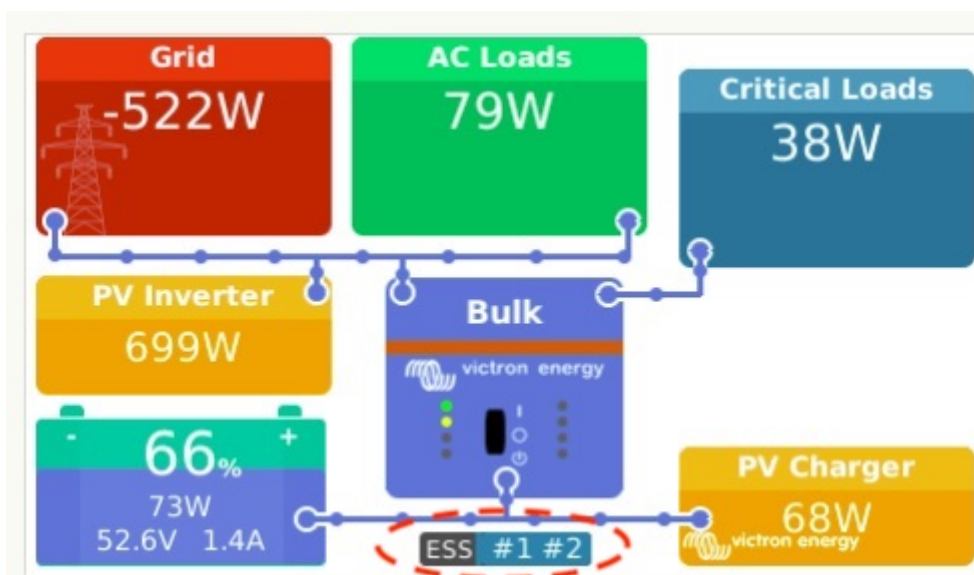 Grid
-522W
AC Loads
79W
Critical Loads
38W
PV Inverter
699W
Bulk
victron energy
- +
66%
73W
52.6V 1.4A
PV Charger
68W
victron energy
ESS #1 #2